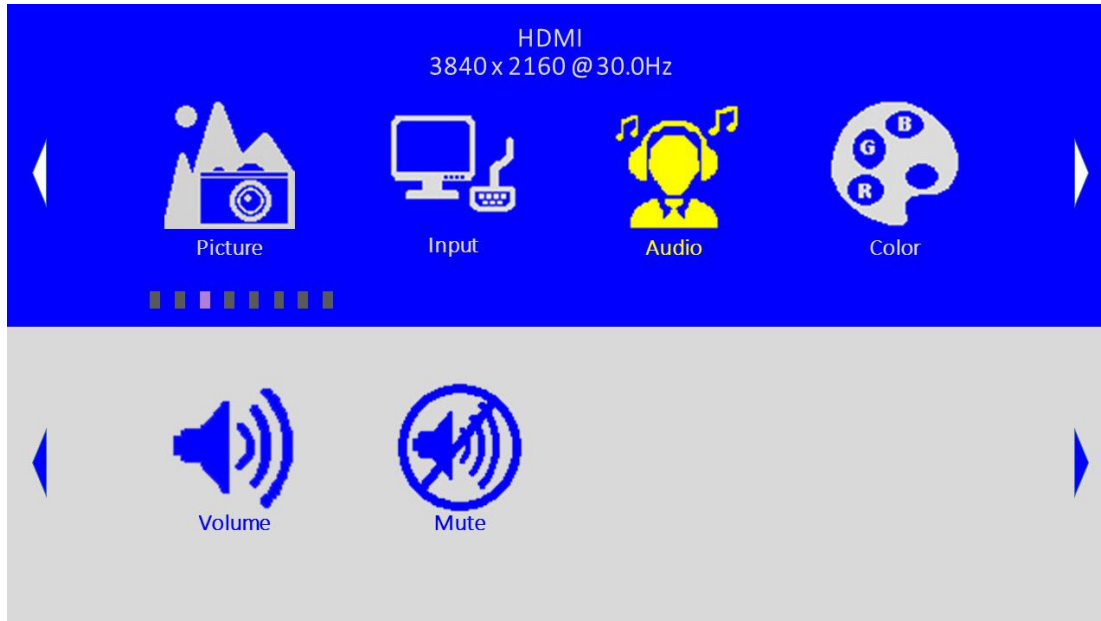 HDMI
3840 x 2160 @30.0Hz
B
G
R
Picture
Input
Audio
Color
Volume
Mute